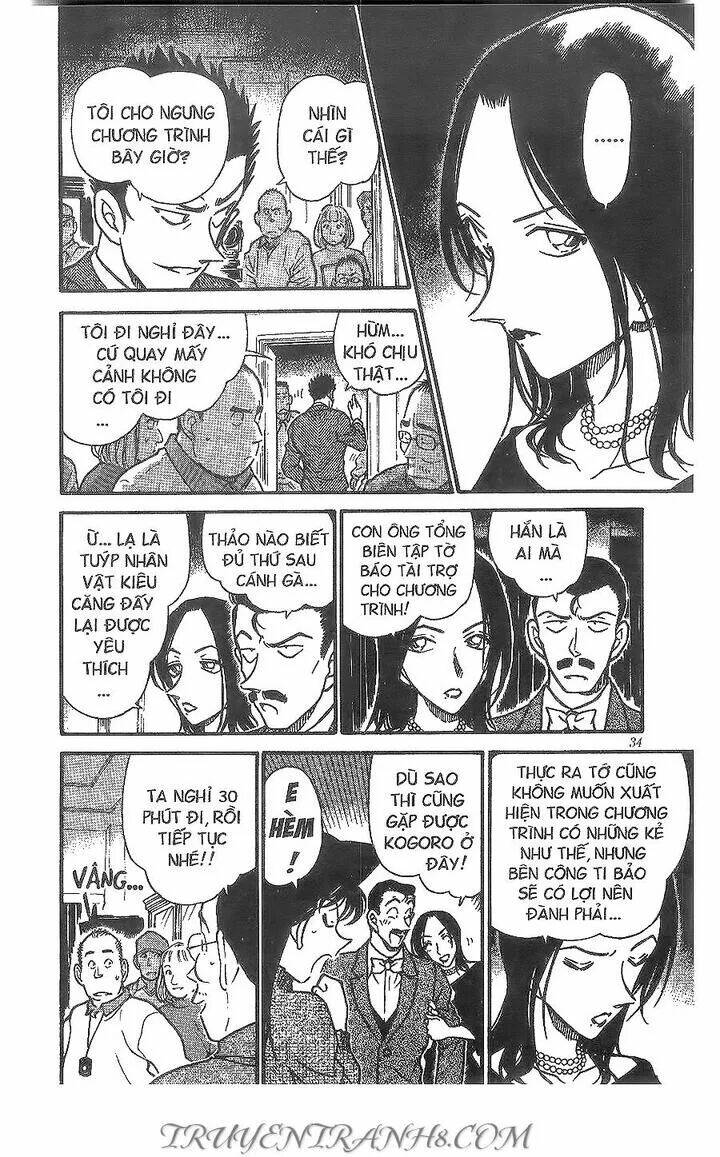 TÔI CHO NGƯNG
CHƯƠNG TRÌNH
BÂY GIỜ?
NHÌN
CÁI GÌ
THẾ?
......
TÔI ĐI NGHỈ ĐÂY...
CỨ QUAY MẤY
CẢNH KHÔNG
CÓ TÔI ĐI
...
HỪM...
KHÓ CHỊU
THẬT...
Ừ... LẠ LÀ
TUÝP NHÂN
VẬT KIÊU
CĂNG ĐẤY
LẠI ĐƯỢC
YÊU
THÍCH
...
THẢO NÀO BIẾT
ĐỦ THỨ SAU
CÁNH GÀ...
CON ÔNG TỔNG
BIÊN TẬP TỜ
BÁO TÀI TRỢ
CHO CHƯƠNG
TRÌNH!
HẮN LÀ
AI MÀ
...
34
VÂNG...
TA NGHỈ 30
PHÚT ĐI, RỒI
TIẾP TỤC
NHÉ!!
E
HÈM
!
DÙ SAO
THÌ CŨNG
GẶP ĐƯỢC
KOGORO Ở
ĐÂY!
THỰC RA TỚ CŨNG
KHÔNG MUỐN XUẤT
HIỆN TRONG CHƯƠNG
TRÌNH CÓ NHỮNG KẺ
NHƯ THẾ, NHƯNG
BÊN CÔNG TI BẢO
SẼ CÓ LỢI NÊN
ĐÀNH PHẢI...
TRUYENTRANH8.COM